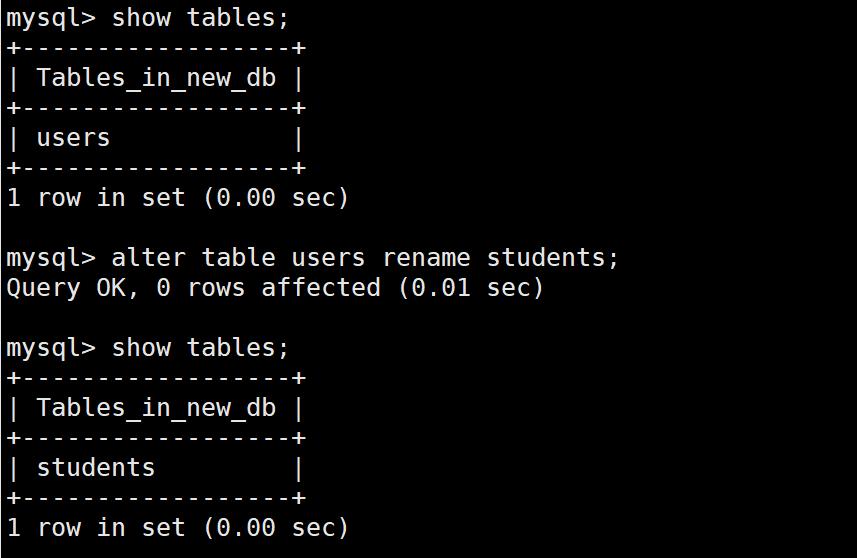 mysql> show tables;
+------------------+
| Tables_in_new_db |
+------------------+
| users            |
+------------------+
1 row in set (0.00 sec)

mysql> alter table users rename students;
Query OK, 0 rows affected (0.01 sec)

mysql> show tables;
+------------------+
| Tables_in_new_db |
+------------------+
| students         |
+------------------+
1 row in set (0.00 sec)